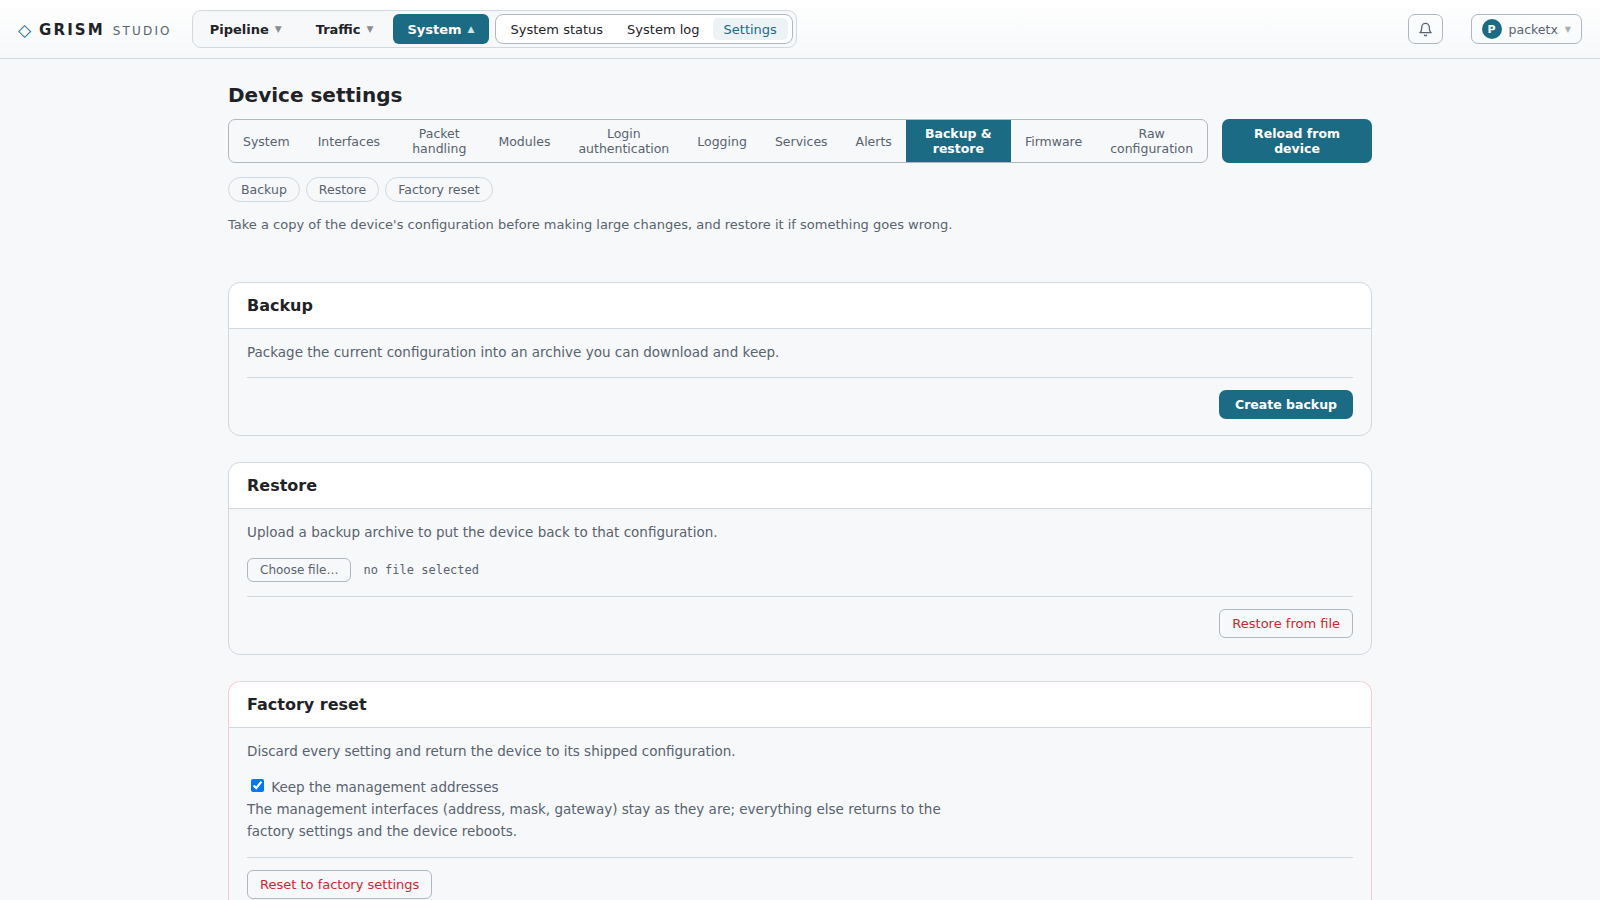 GRISM STUDIO
Pipeline ▼
Traffic ▼
System ▲
System status
System log
Settings
P packetx ▼
Device settings
System
Interfaces
Packet
handling
Modules
Login
authentication
Logging
Services
Alerts
Backup &
restore
Firmware
Raw
configuration
Reload from
device
Backup
Restore
Factory reset
Take a copy of the device's configuration before making large changes, and restore it if something goes wrong.
Backup
Package the current configuration into an archive you can download and keep.
Create backup
Restore
Upload a backup archive to put the device back to that configuration.
Choose file...
no file selected
Restore from file
Factory reset
Discard every setting and return the device to its shipped configuration.
Keep the management addresses
The management interfaces (address, mask, gateway) stay as they are; everything else returns to the
factory settings and the device reboots.
Reset to factory settings